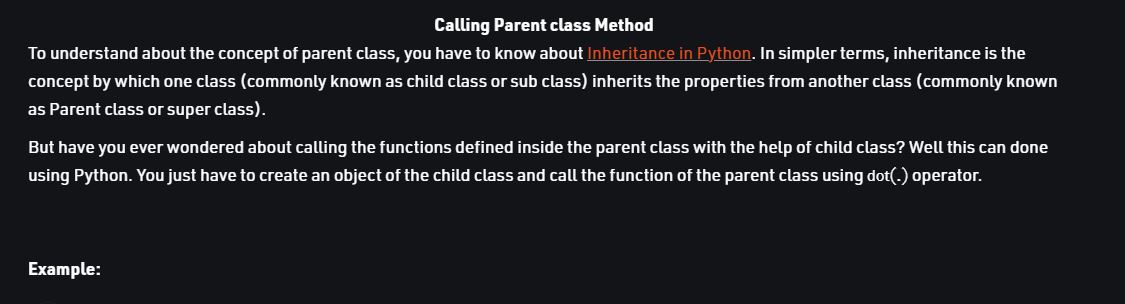 Calling Parent class Method
To understand about the concept of parent class, you have to know about Inheritance in Python. In simpler terms, inheritance is the
concept by which one class (commonly known as child class or sub class) inherits the properties from another class (commonly known
as Parent class or super class).
But have you ever wondered about calling the functions defined inside the parent class with the help of child class? Well this can done
using Python. You just have to create an object of the child class and call the function of the parent class using dot(.) operator.
Example: